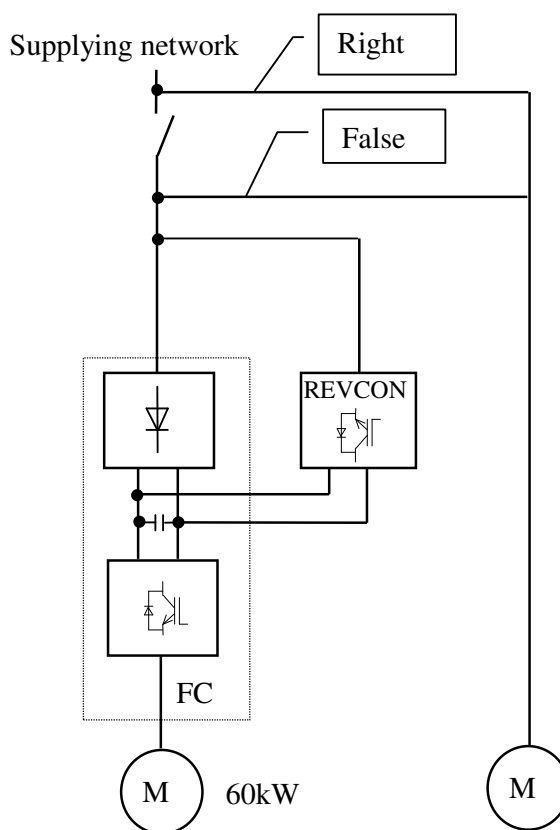 Supplying network
Right
False
REVCON
FC
M
60kW
M